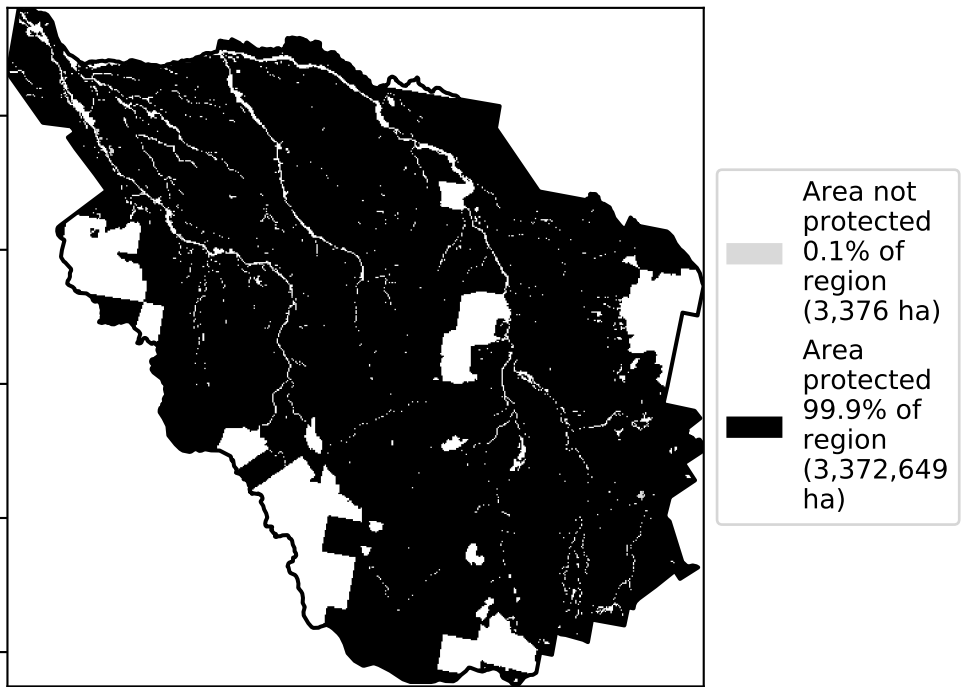 Area not
protected
0.1% of
region
(3,376 ha)
Area
protected
99.9% of
region
(3,372,649
ha)